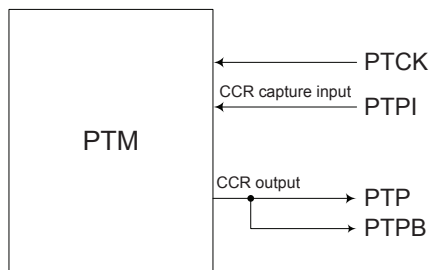 PTM
PTCK
CCR capture input
PTPI
CCR output
PTP
PTPB